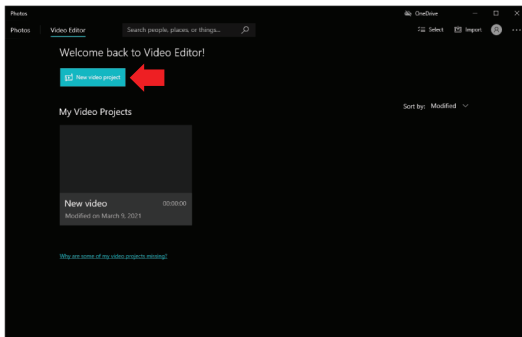 Photos
OneDrive
Photos
Video Editor
Search people, places, or things...
Select
Import
Welcome back to Video Editor!
New video project
My Video Projects
Sort by: Modified
New video 00:00:00
Modified on March 9, 2021
Why are some of my video projects missing?